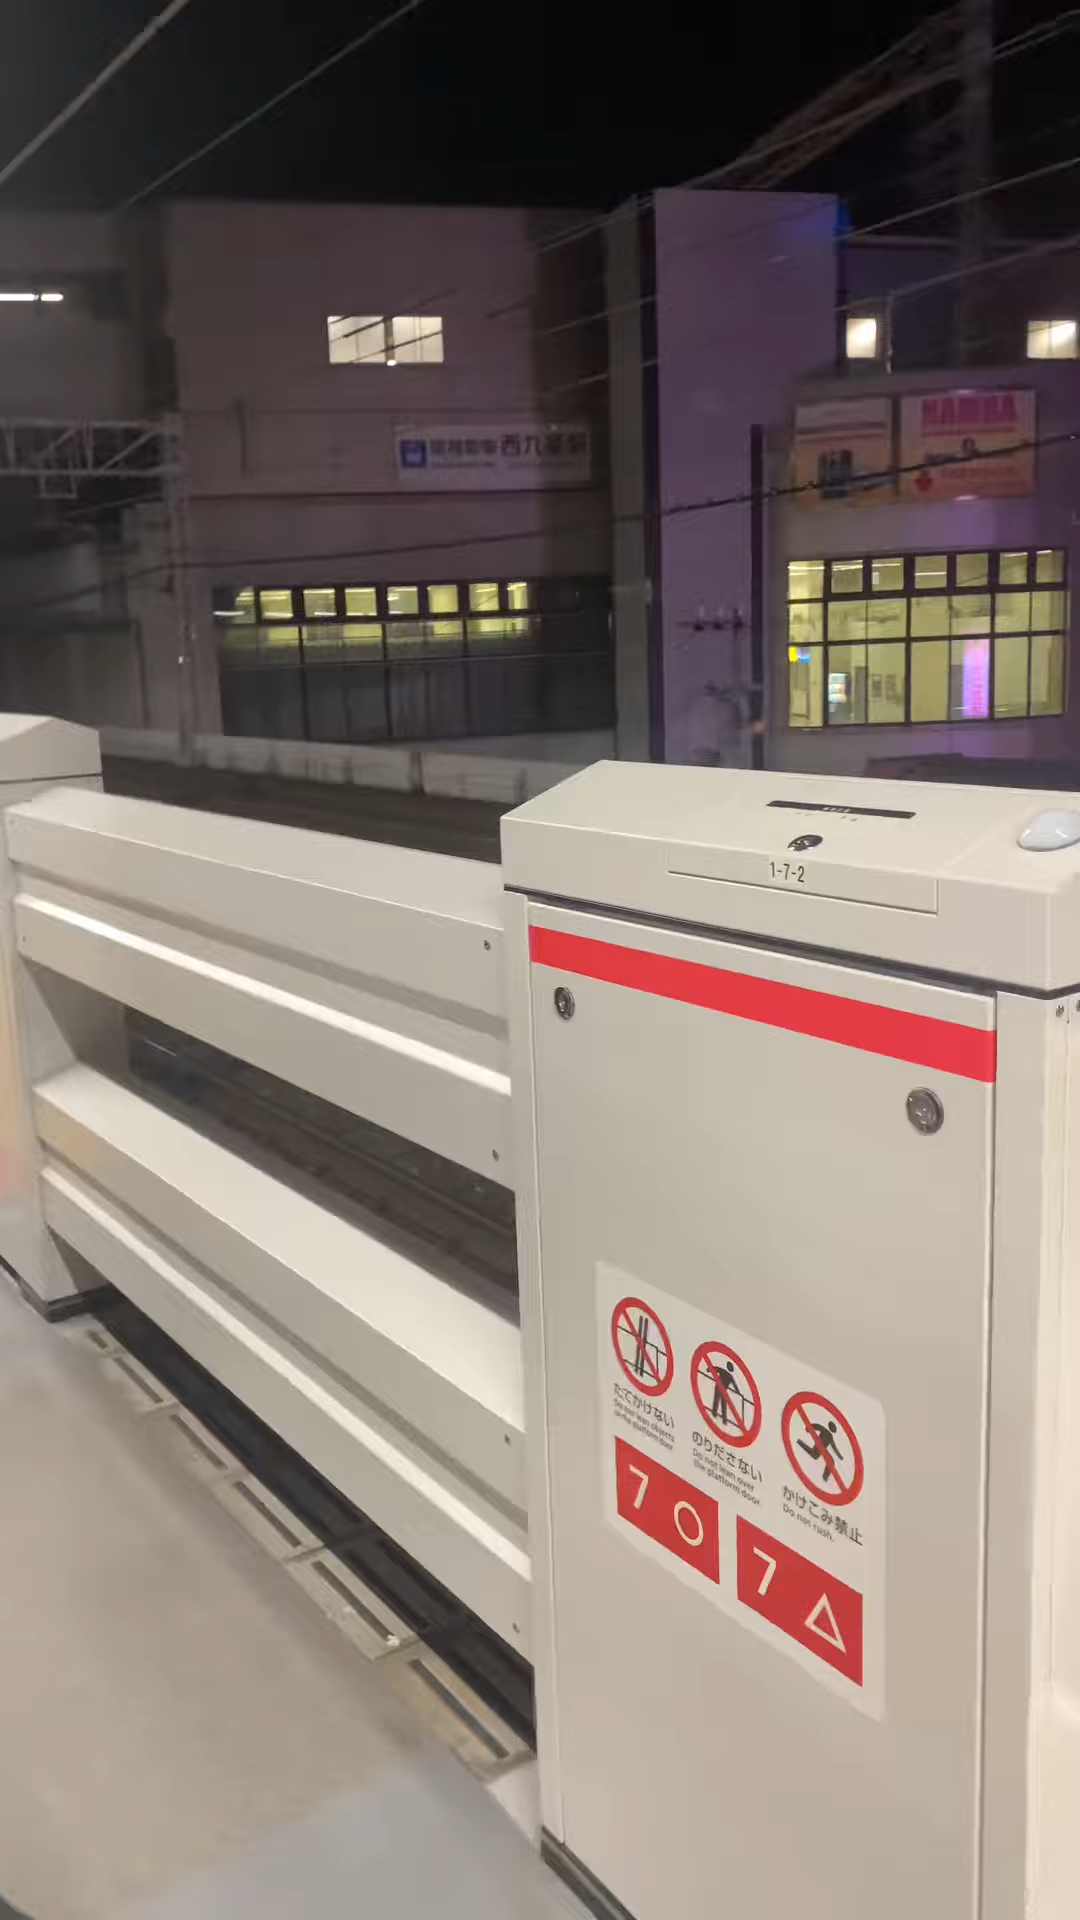 阪神電車 西九条駅
NAMBA
1-7-2
たてかけない
Do not lean objects
on the platform door.
のりださない
Do not lean over
the platform door.
かけこみ禁止
Do not rush.
7 ○
7 △